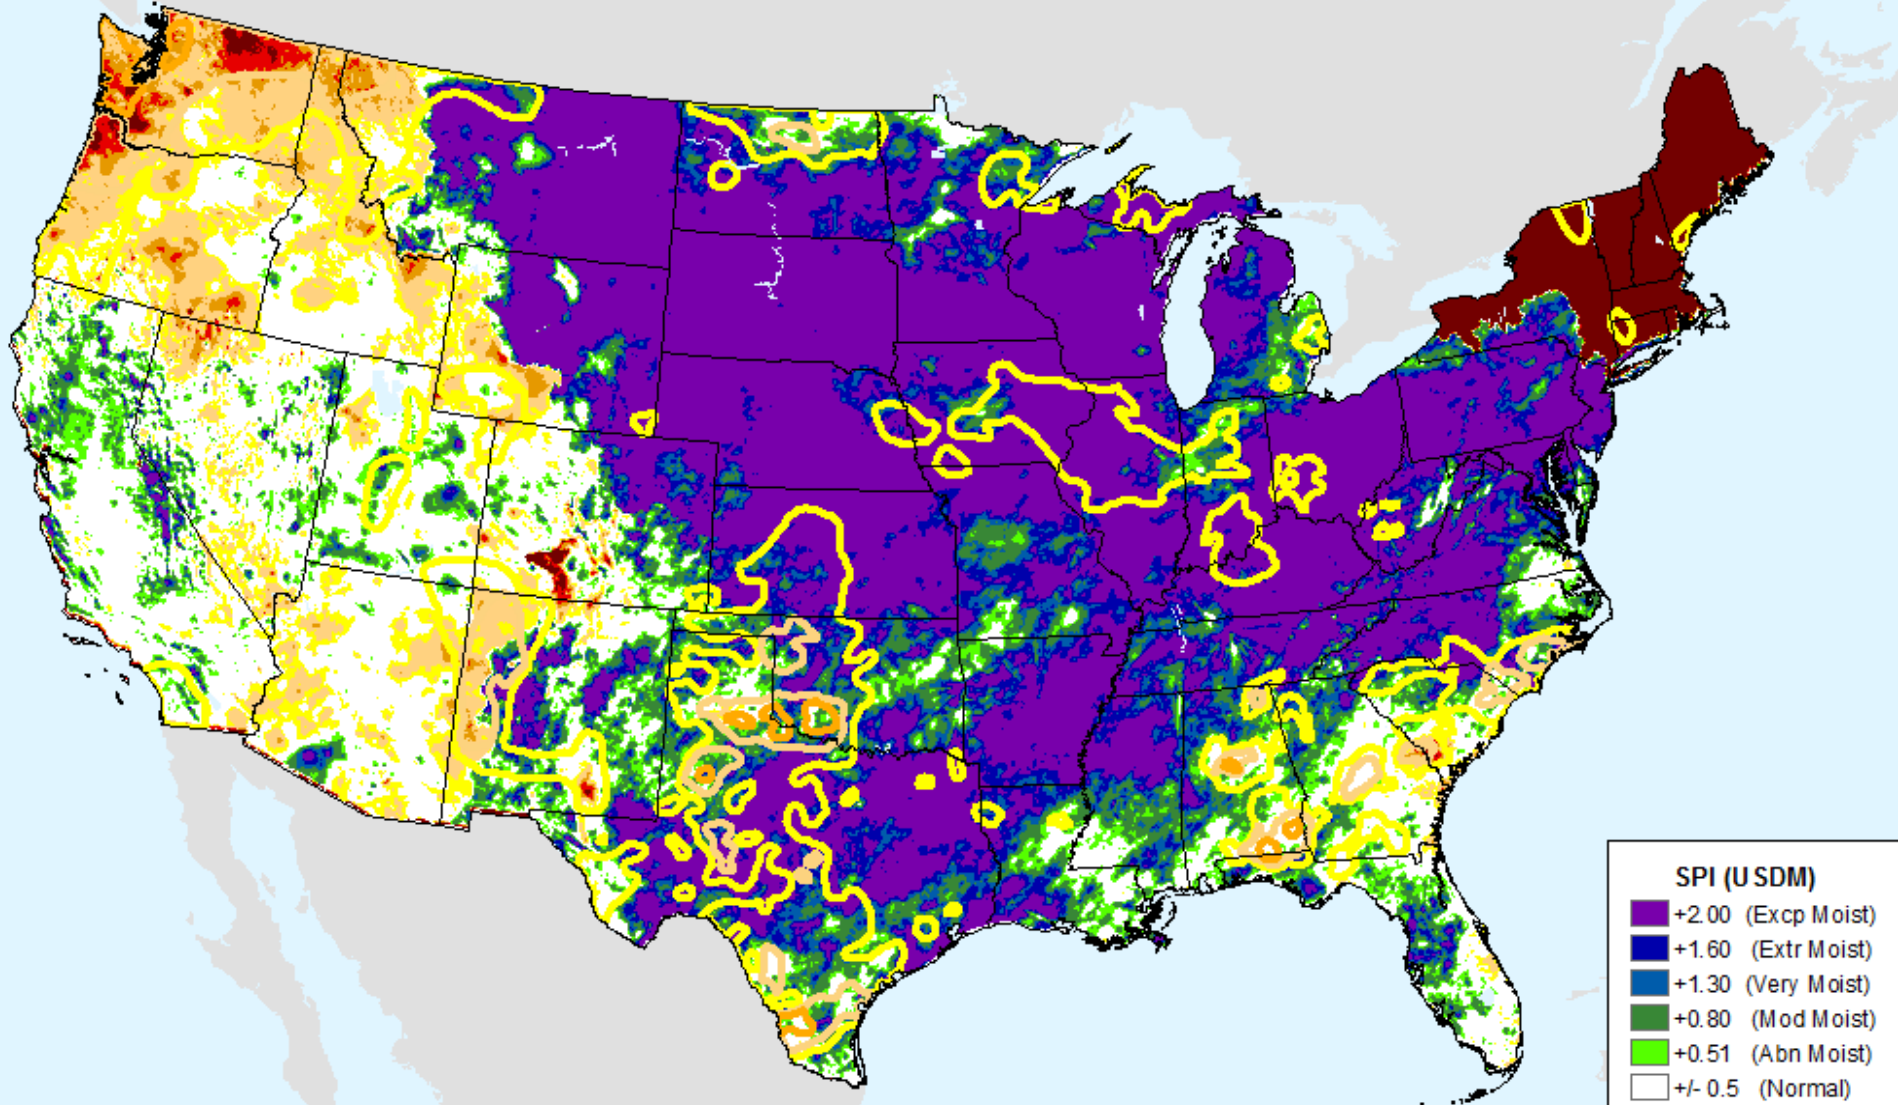 SPI (USDM)
+2.00 (Excp Moist)
+1.60 (Extr Moist)
+1.30 (Very Moist)
+0.80 (Mod Moist)
+0.51 (Abn Moist)
+/- 0.5 (Normal)